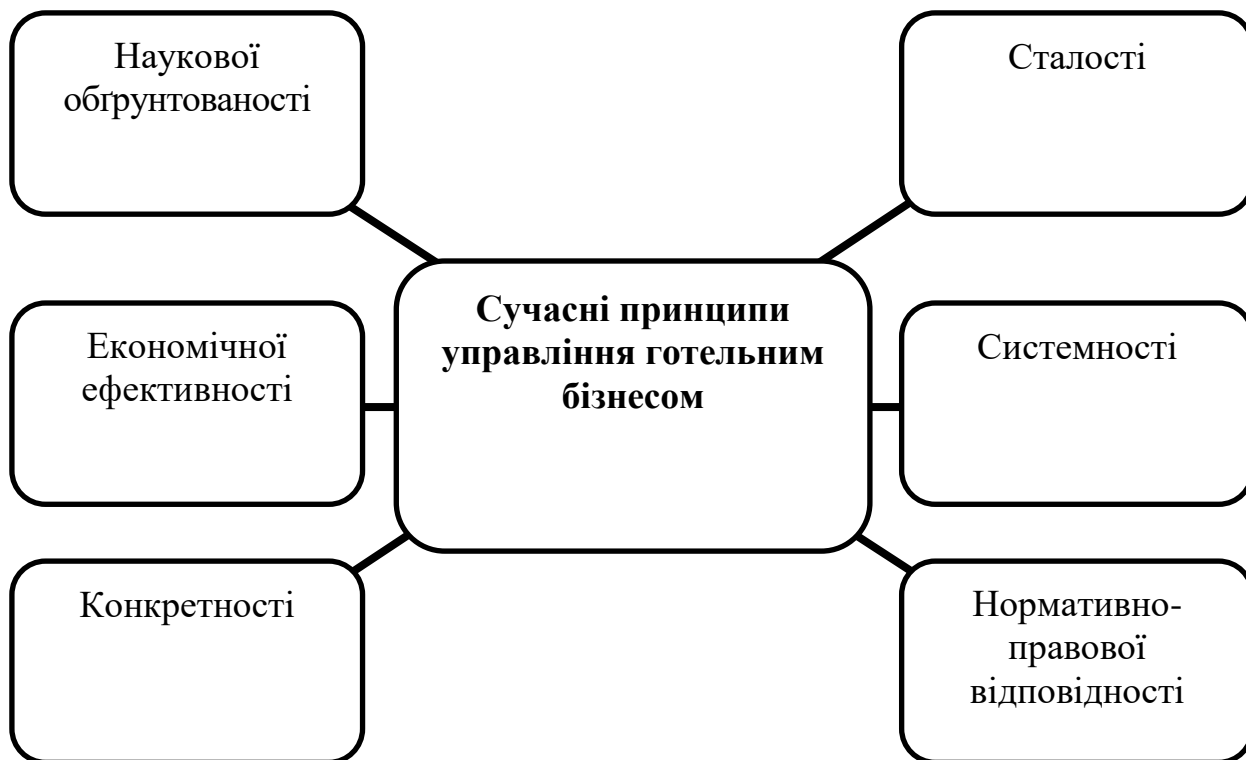 Наукової
обґрунтованості
Сталості
Сучасні принципи
управління готельним
бізнесом
Економічної
ефективності
Системності
Конкретності
Нормативно-
правової
відповідності